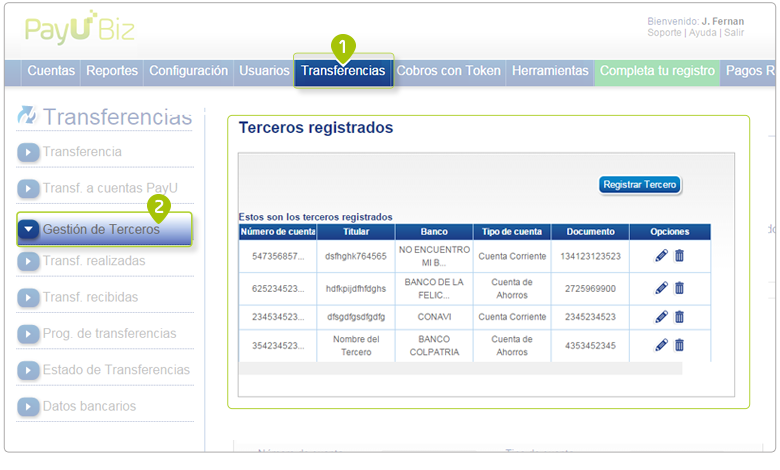 PayU Biz
Bienvenido: J. Fernan
Soporte | Ayuda | Salir
1
Cuentas Reportes Configuración Usuarios Transferencias Cobros con Token Herramientas Completa tu registro Pagos R
Transferencias
Transferencia
Transf. a cuentas PayU
2
Gestión de Terceros
Transf. realizadas
Transf. recibidas
Prog. de transferencias
Estado de Transferencias
Datos bancarios
Terceros registrados
Registrar Tercero
Estos son los terceros registrados
Número de cuenta Titular Banco Tipo de cuenta Documento Opciones
547356857... dsfhghk764565 NO ENCUENTRO MI B... Cuenta Corriente 134123123523
625234523... hdfkpijdfhfdghs BANCO DE LA FELIC... Cuenta de Ahorros 2725969900
234534523... dfsgdfgsdfgdfg CONAVI Cuenta Corriente 2345234523
354234523... Nombre del Tercero BANCO COLPATRIA Cuenta de Ahorros 4353452345